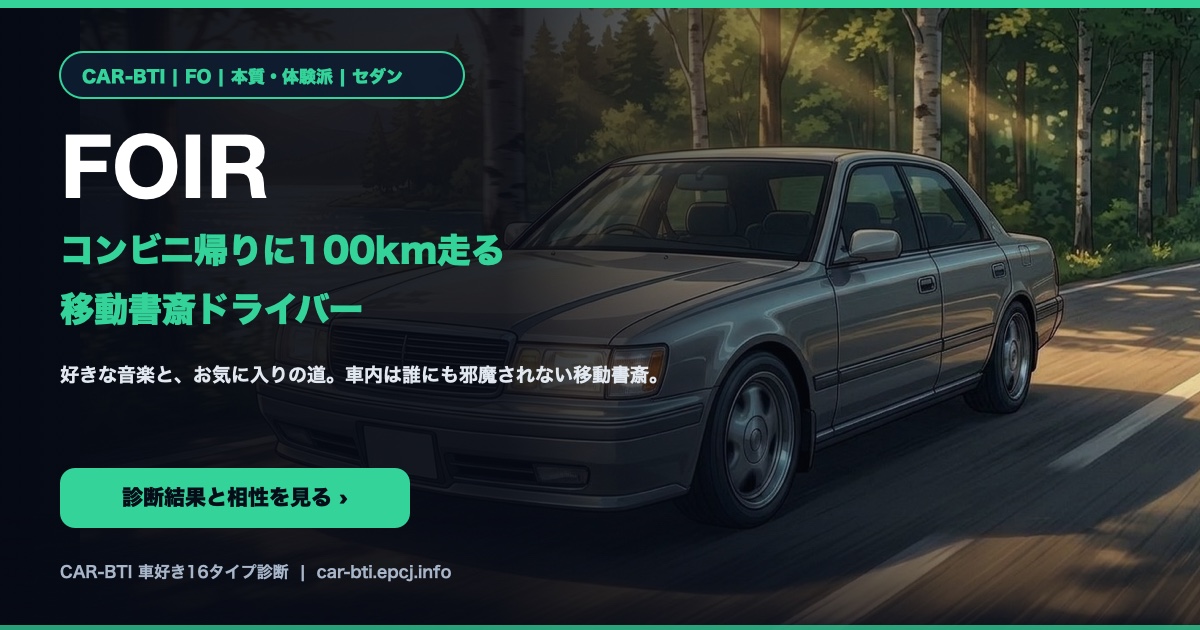 CAR-BTI | FO | 本質・体験派 | セダン
FOIR
コンビニ帰りに100km走る
移動書斎ドライバー
好きな音楽と、お気に入りの道。車内は誰にも邪魔されない移動書斎。
診断結果と相性を見る ›
CAR-BTI 車好き16タイプ診断 | car-bti.epcj.info